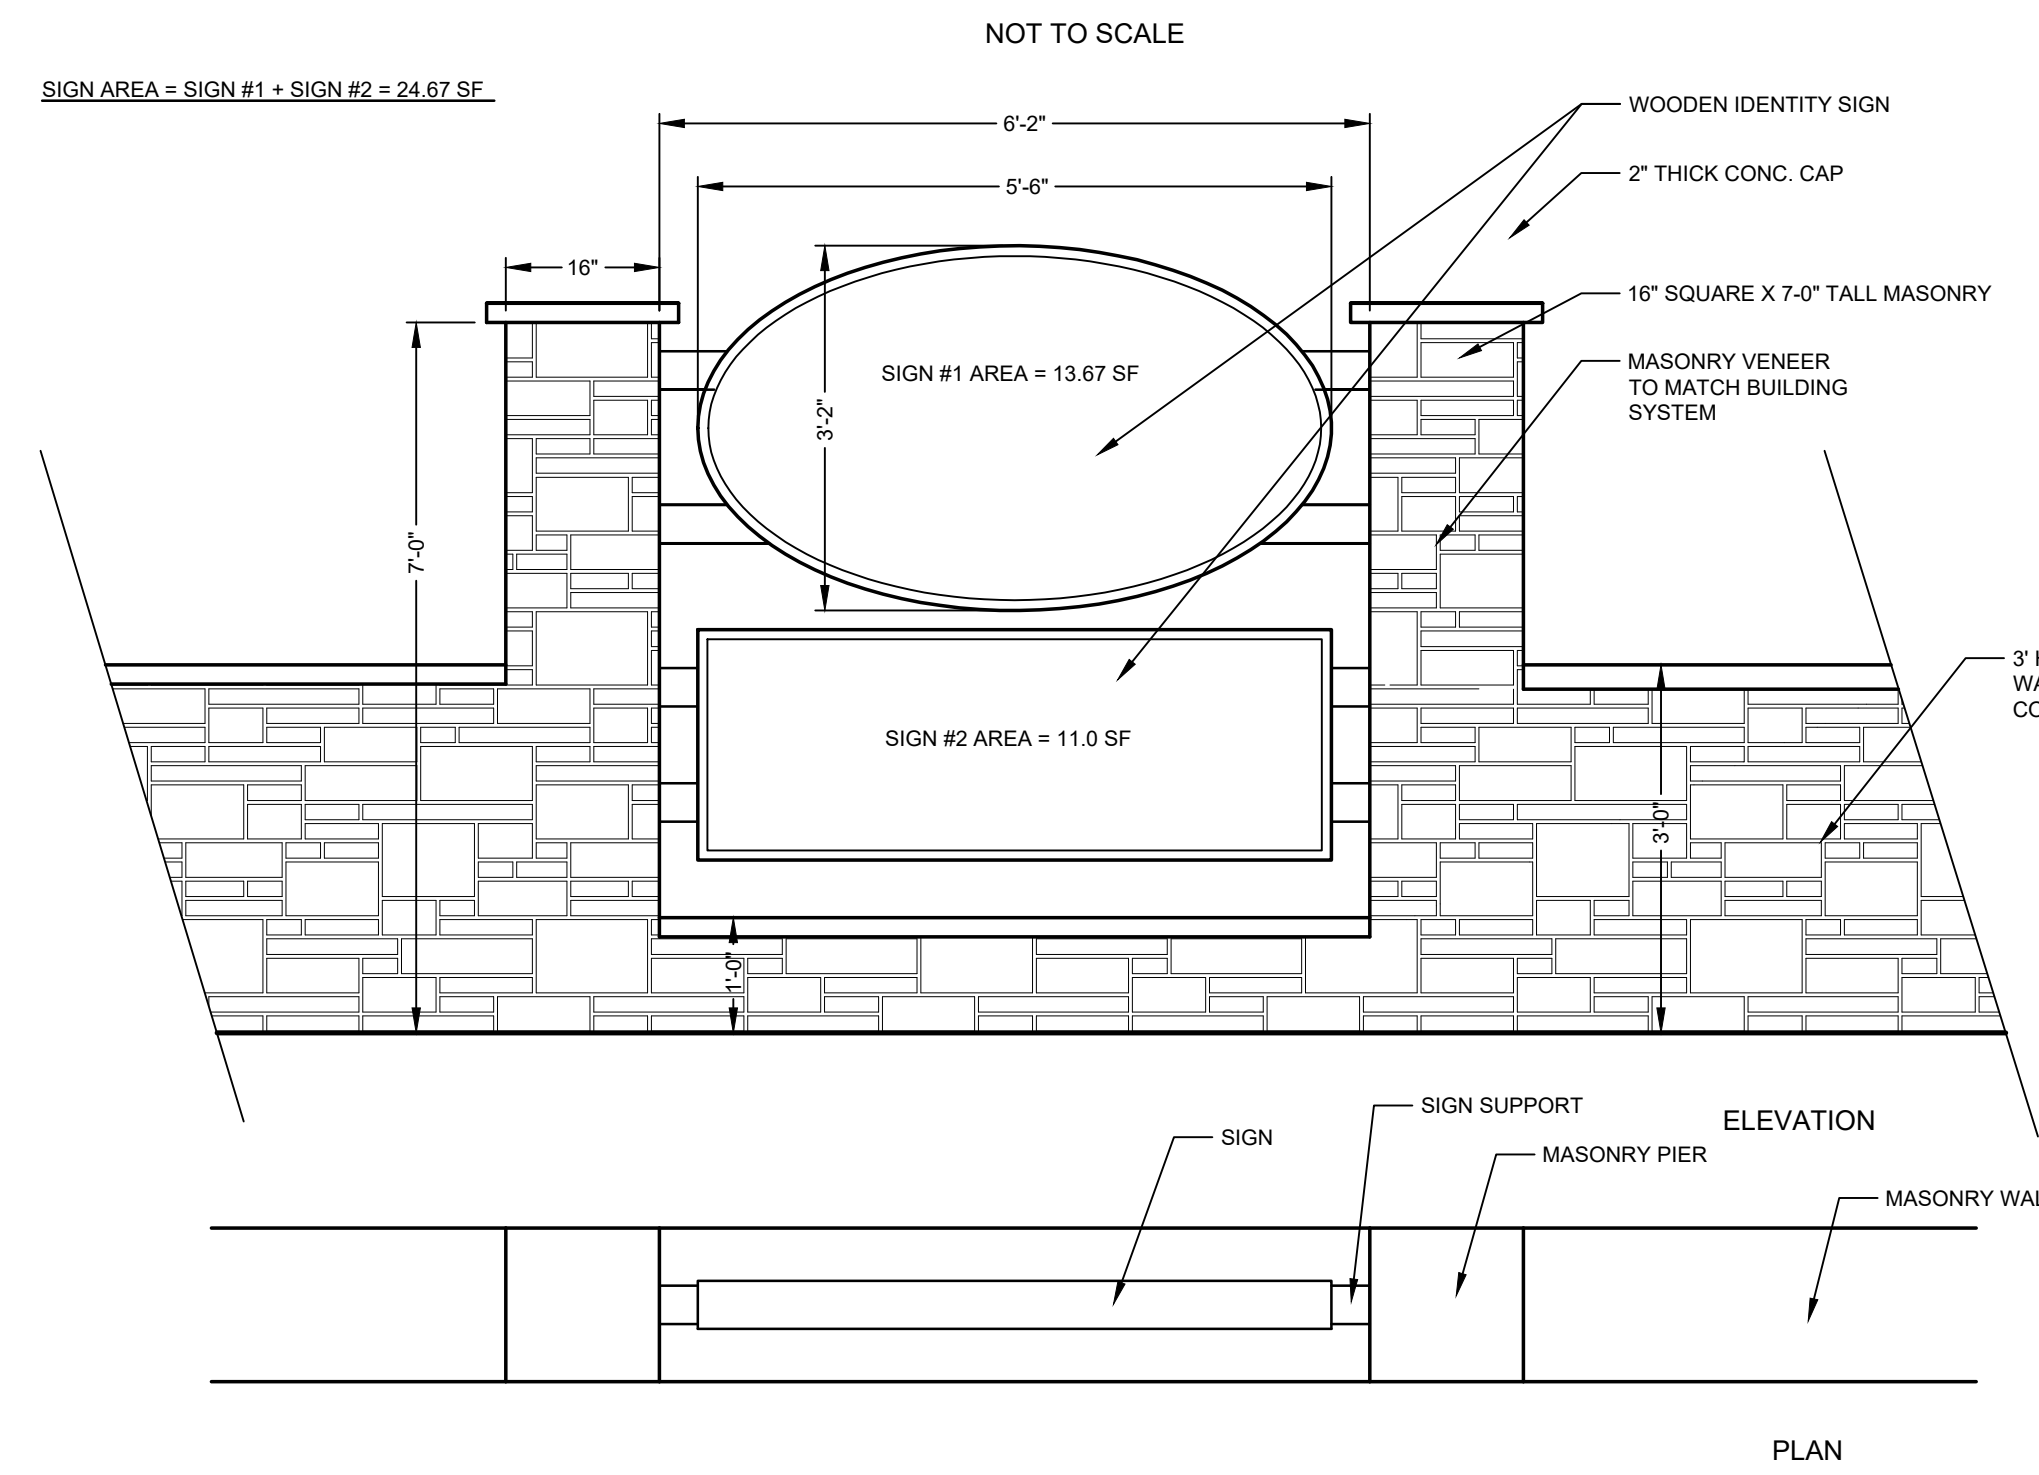 NOT TO SCALE
SIGN AREA = SIGN #1 + SIGN #2 = 24.67 SF
WOODEN IDENTITY SIGN
6'-2"
2" THICK CONC. CAP
5'-6"
16"
16" SQUARE X 7-0" TALL MASONRY
MASONRY VENEER
TO MATCH BUILDING
SYSTEM
SIGN #1 AREA = 13.67 SF
3'-2"
7'-0"
3'
SIGN #2 AREA = 11.0 SF
3'-0"
1'-0"
SIGN SUPPORT
ELEVATION
SIGN
MASONRY PIER
MASONRY
PLAN